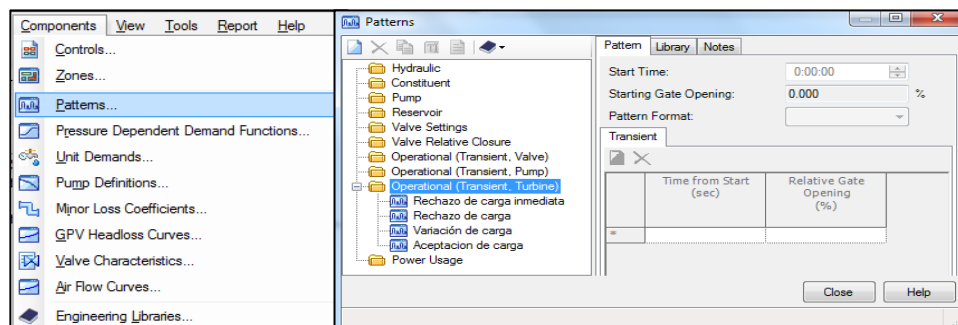 Components View Tools Report Help
Controls...
Zones...
Patterns...
Pressure Dependent Demand Functions...
Unit Demands...
Pump Definitions...
Minor Loss Coefficients...
GPV Headloss Curves...
Valve Characteristics...
Air Flow Curves...
Engineering Libraries...
Patterns
Hydraulic
Constituent
Pump
Reservoir
Valve Settings
Valve Relative Closure
Operational (Transient, Valve)
Operational (Transient, Pump)
Operational (Transient, Turbine)
Rechazo de carga inmediata
Rechazo de carga
Variación de carga
Aceptacion de carga
Power Usage
Pattern Library Notes
Start Time: 0:00:00
Starting Gate Opening: 0.000 %
Pattern Format:
Transient
Time from Start
(sec)
Relative Gate
Opening
(%)
*
Close Help